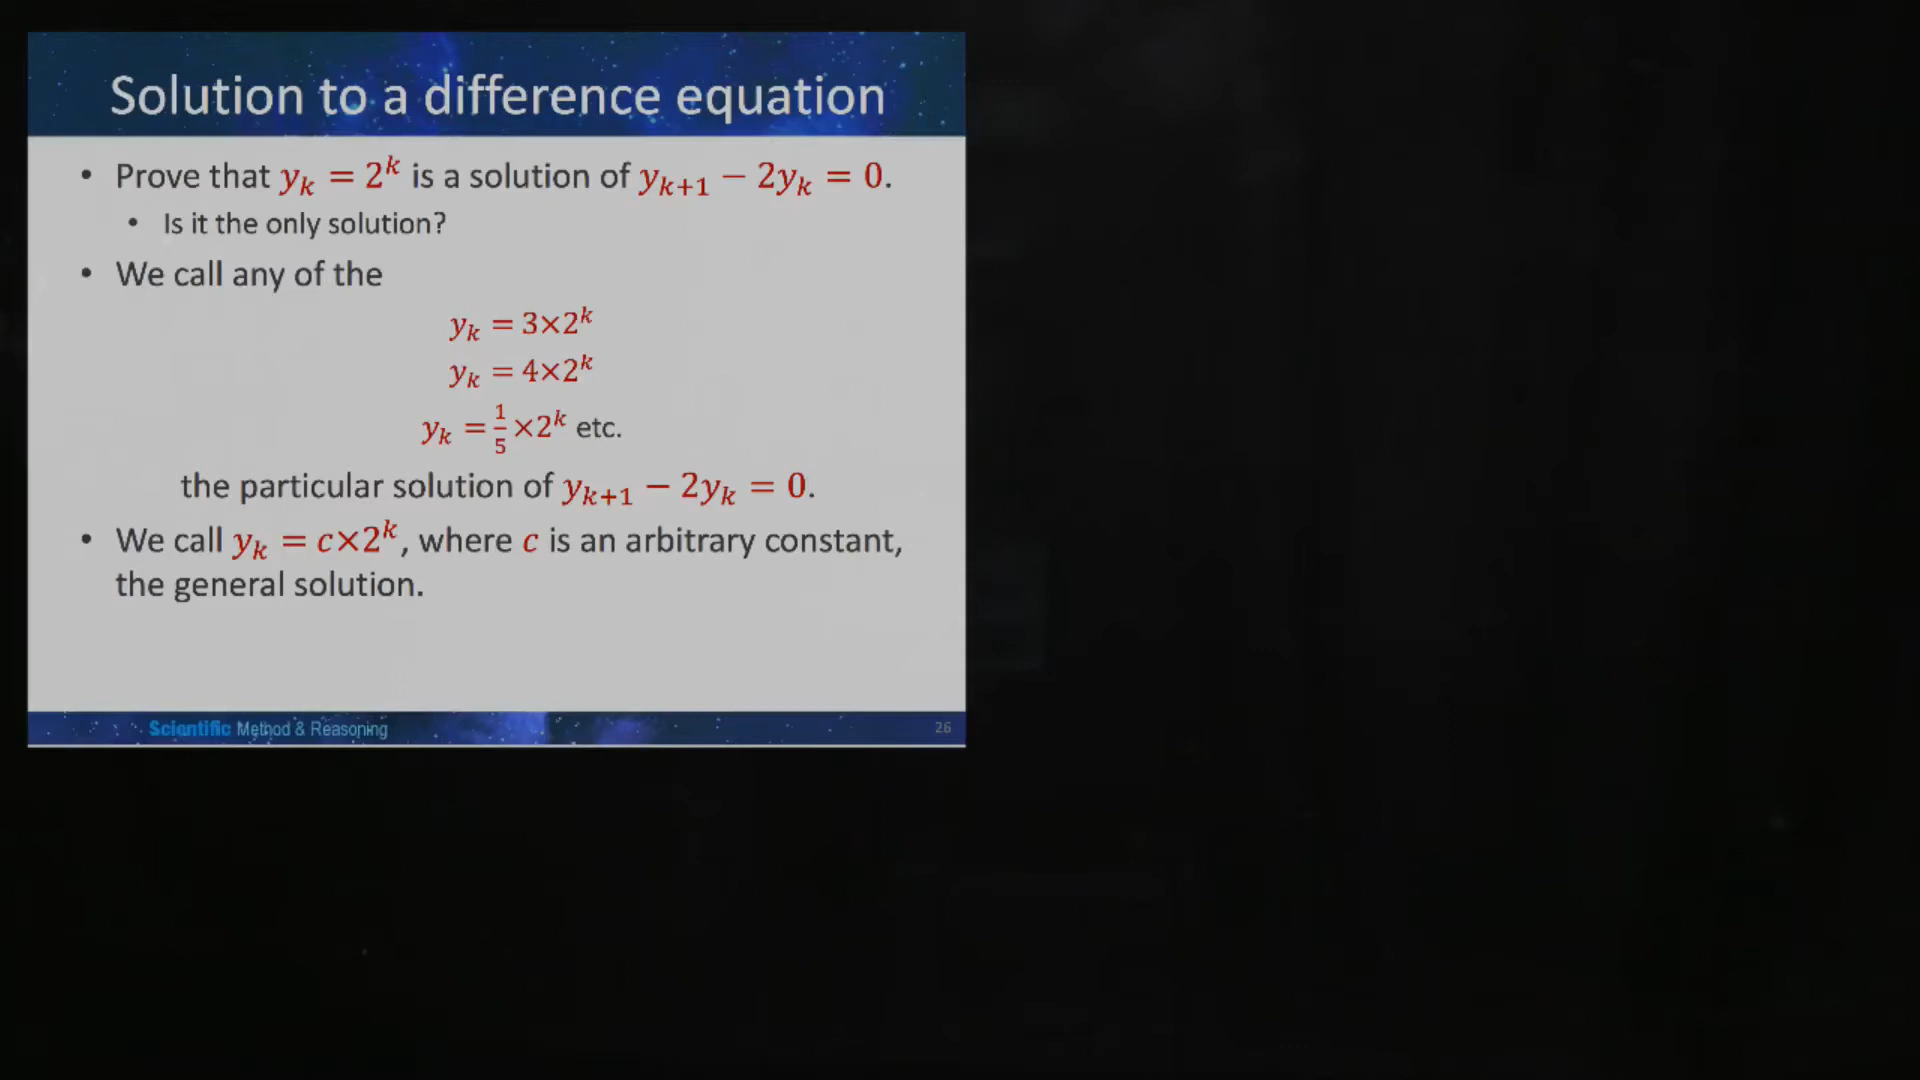 Solution to a difference equation
• Prove that yₖ = 2ᵏ is a solution of yₖ₊₁ − 2yₖ = 0.
• Is it the only solution?
• We call any of the
yₖ = 3×2ᵏ
yₖ = 4×2ᵏ
yₖ = 1/5 ×2ᵏ etc.
the particular solution of yₖ₊₁ − 2yₖ = 0.
• We call yₖ = c×2ᵏ, where c is an arbitrary constant,
the general solution.
Scientific Method & Reasoning
26